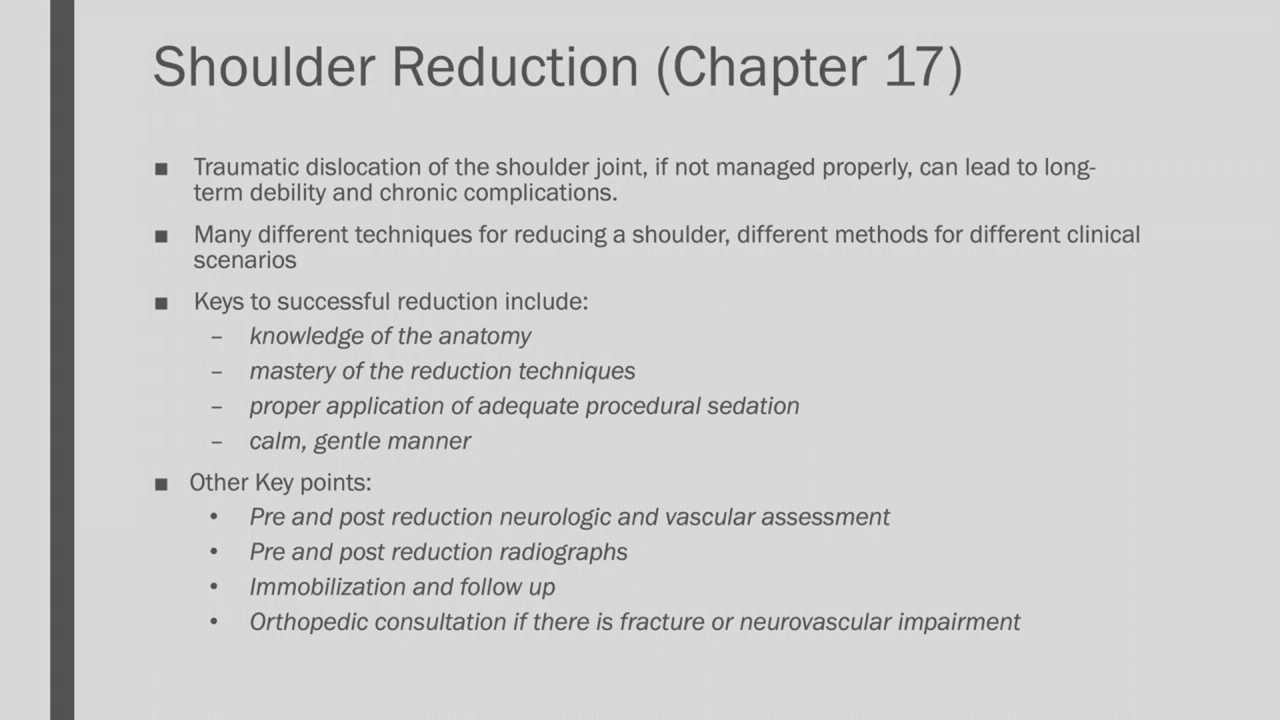 Shoulder Reduction (Chapter 17)
■ Traumatic dislocation of the shoulder joint, if not managed properly, can lead to long-
term debility and chronic complications.
■ Many different techniques for reducing a shoulder, different methods for different clinical
scenarios
■ Keys to successful reduction include:
– knowledge of the anatomy
– mastery of the reduction techniques
– proper application of adequate procedural sedation
– calm, gentle manner
■ Other Key points:
• Pre and post reduction neurologic and vascular assessment
• Pre and post reduction radiographs
• Immobilization and follow up
• Orthopedic consultation if there is fracture or neurovascular impairment